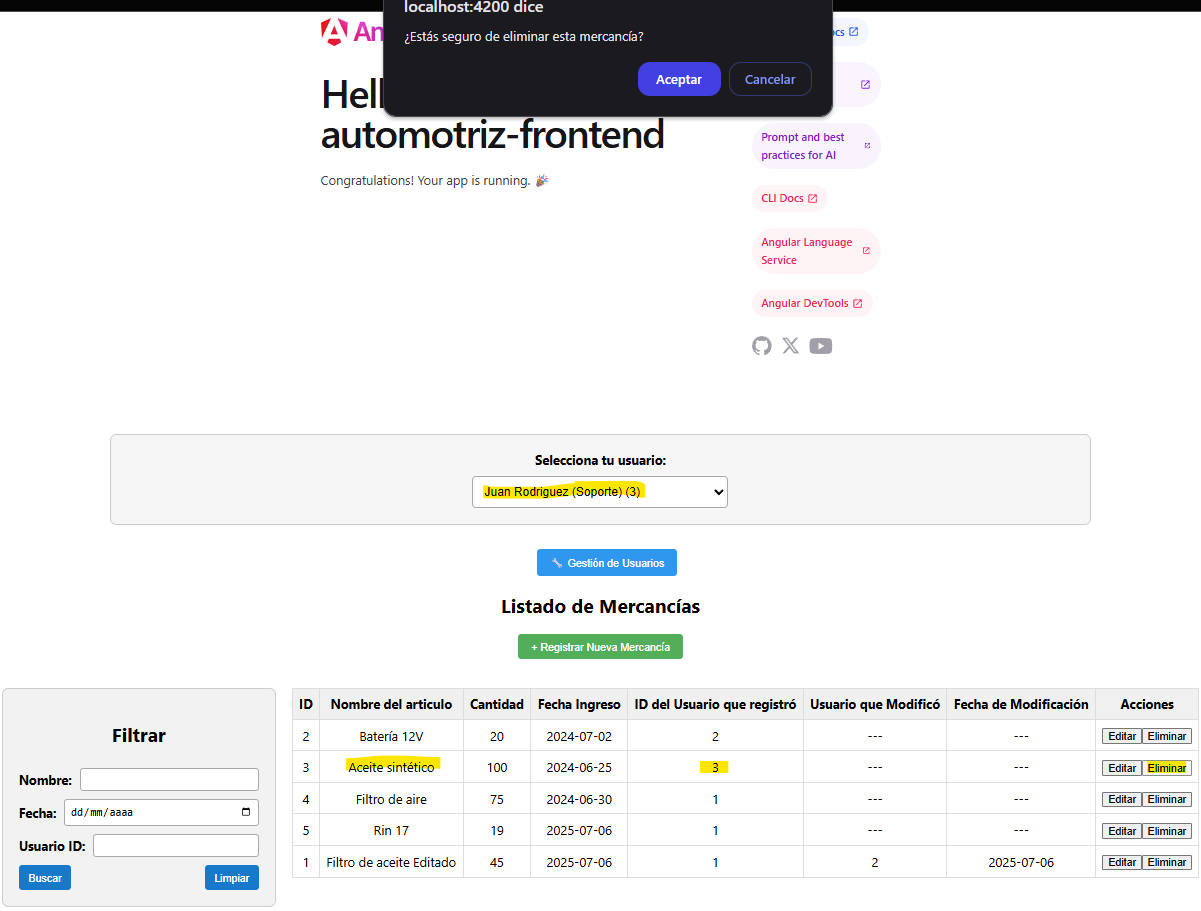 localhost:4200 dice
¿Estás seguro de eliminar esta mercancía?
Aceptar Cancelar
automotriz-frontend
Congratulations! Your app is running. 🎉
Prompt and best
practices for AI
CLI Docs
Angular Language
Service
Angular DevTools
Selecciona tu usuario:
Juan Rodriguez (Soporte) (3)
🔧 Gestión de Usuarios
Listado de Mercancías
+ Registrar Nueva Mercancía
Filtrar
Nombre:
Fecha: dd/mm/aaaa
Usuario ID:
Buscar Limpiar
ID Nombre del articulo Cantidad Fecha Ingreso ID del Usuario que registró Usuario que Modificó Fecha de Modificación Acciones
2 Batería 12V 20 2024-07-02 2 --- --- Editar Eliminar
3 Aceite sintético 100 2024-06-25 3 --- --- Editar Eliminar
4 Filtro de aire 75 2024-06-30 1 --- --- Editar Eliminar
5 Rin 17 19 2025-07-06 1 --- --- Editar Eliminar
1 Filtro de aceite Editado 45 2025-07-06 1 2 2025-07-06 Editar Eliminar